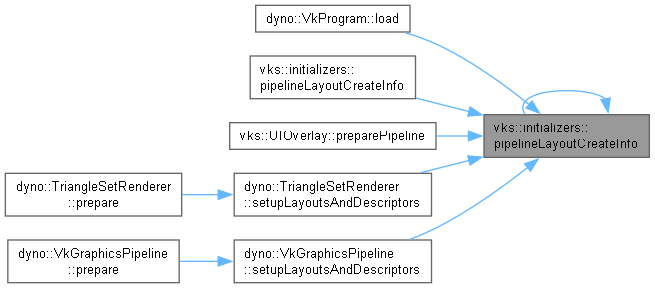 dyno::VkProgram::load
vks::initializers::
pipelineLayoutCreateInfo
vks::UIOverlay::preparePipeline
vks::initializers::
pipelineLayoutCreateInfo
dyno::TriangleSetRenderer
::prepare
dyno::TriangleSetRenderer
::setupLayoutsAndDescriptors
dyno::VkGraphicsPipeline
::prepare
dyno::VkGraphicsPipeline
::setupLayoutsAndDescriptors